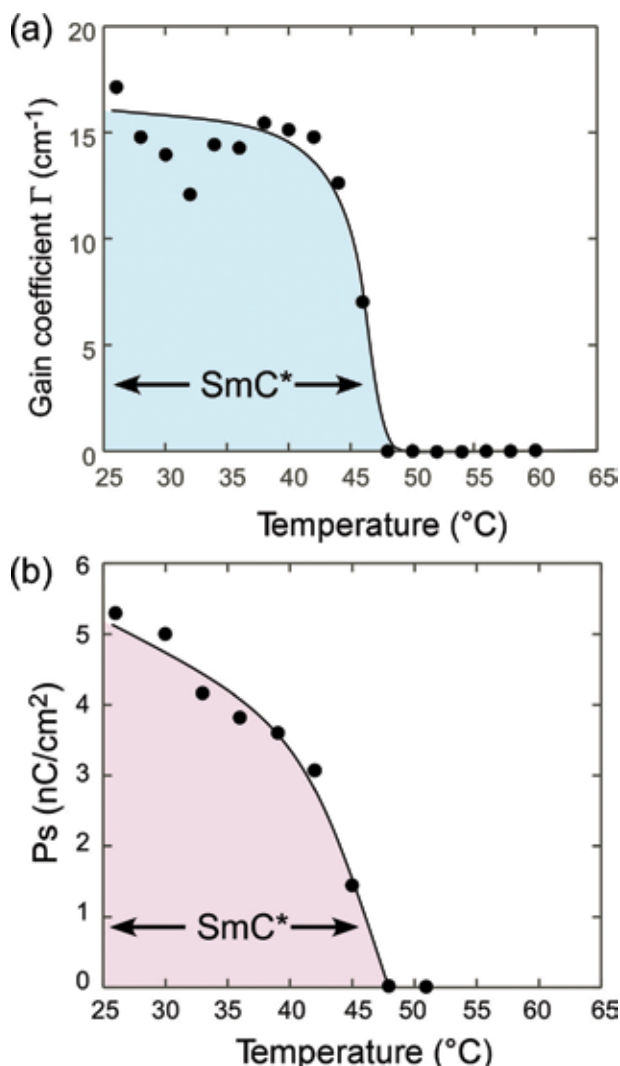 (a)
20
15
10
5
0
Gain coefficient Γ (cm-1)
SmC*
25 30 35 40 45 50 55 60 65
Temperature (°C)
(b)
6
5
4
3
2
1
0
Ps (nC/cm2)
SmC*
25 30 35 40 45 50 55 60 65
Temperature (°C)